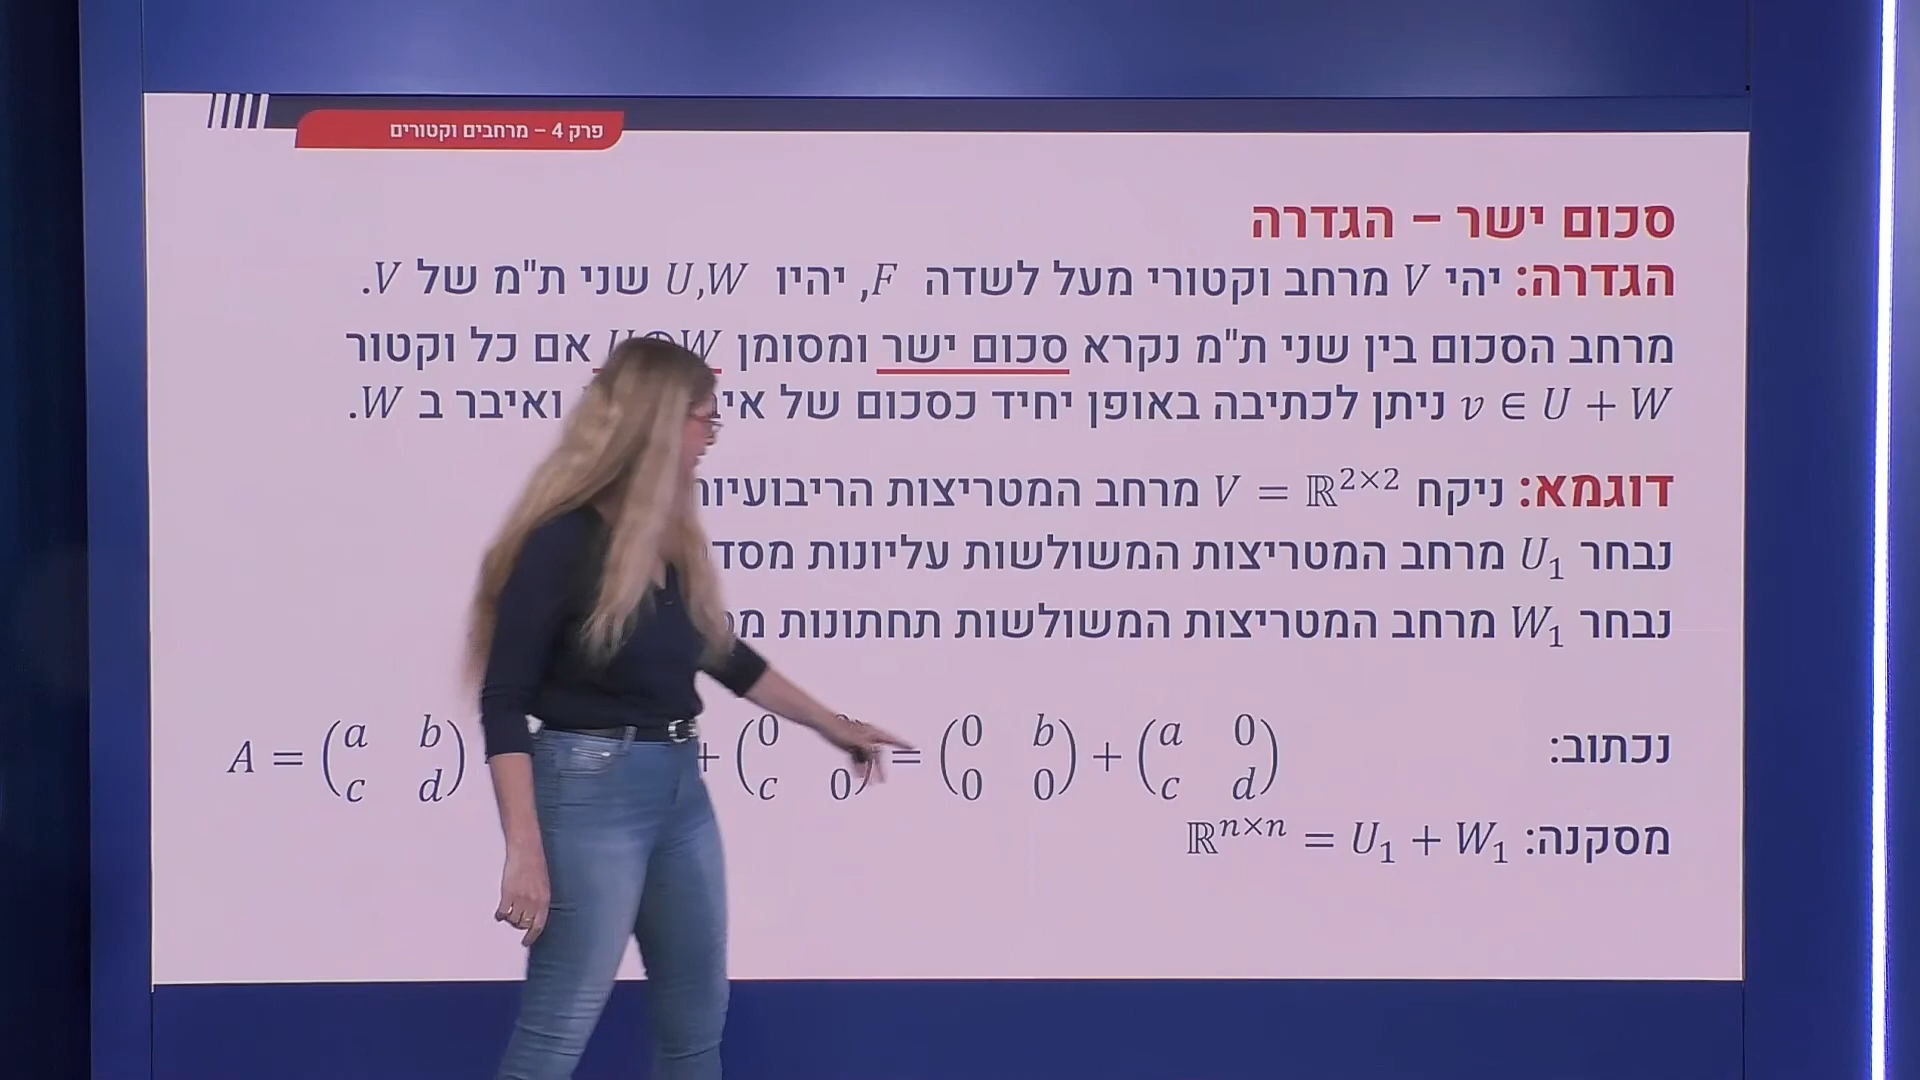 פרק 4 – מרחבים וקטורים
סכום ישר – הגדרה
הגדרה: יהי V מרחב וקטורי מעל לשדה F, יהיו U,W שני ת"מ של V.
מרחב הסכום בין שני ת"מ נקרא סכום ישר ומסומן U⊕W אם כל וקטור
v ∈ U + W ניתן לכתיבה באופן יחיד כסכום של ואיבר ב W.
דוגמא: ניקח V = ℝ^{2×2} מרחב המטריצות
נבחר U₁ מרחב המטריצות המשולשות עליונות
נבחר W₁ מרחב המטריצות המשולשות תחתונות
נכתוב: A = (a b; c d) + (0 0; c 0) = (0 b; 0 0) + (a 0; c d)
מסקנה: ℝ^{n×n} = U₁ + W₁